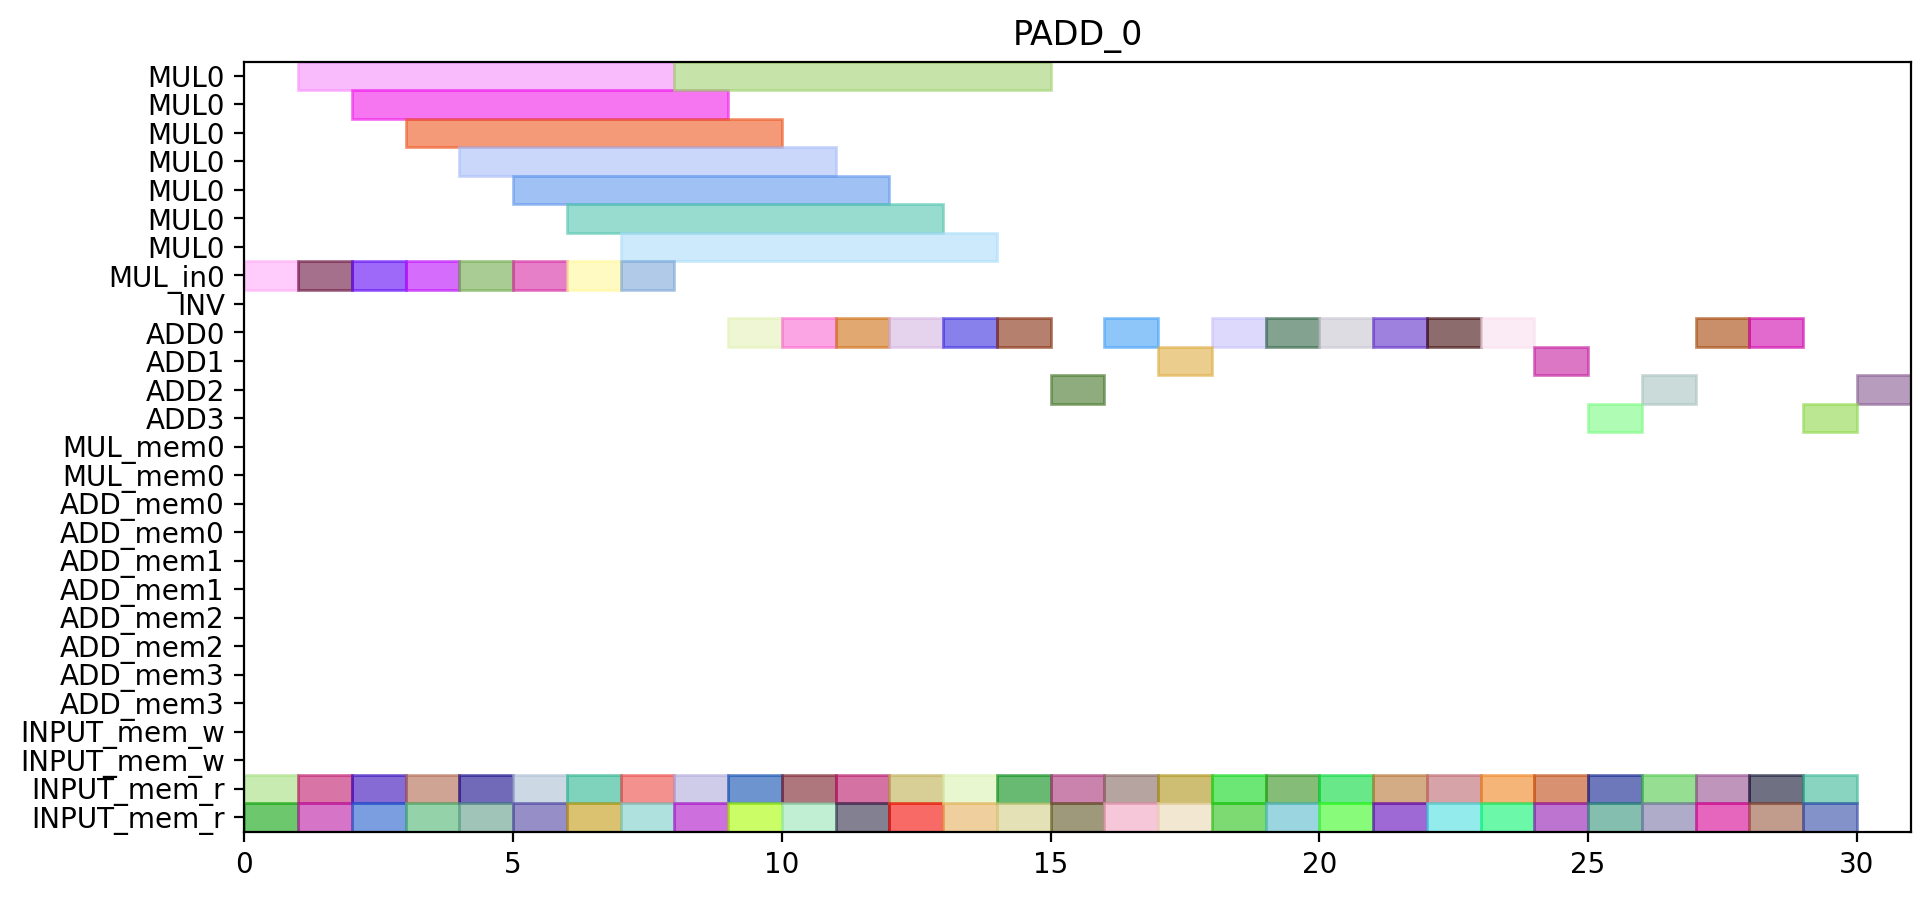 PADD_0
MUL0
MUL0
MUL0
MUL0
MUL0
MUL0
MUL0
MUL_in0
INV
ADD0
ADD1
ADD2
ADD3
MUL_mem0
MUL_mem0
ADD_mem0
ADD_mem0
ADD_mem1
ADD_mem1
ADD_mem2
ADD_mem2
ADD_mem3
ADD_mem3
INPUT_mem_w
INPUT_mem_w
INPUT_mem_r
INPUT_mem_r
0 5 10 15 20 25 30